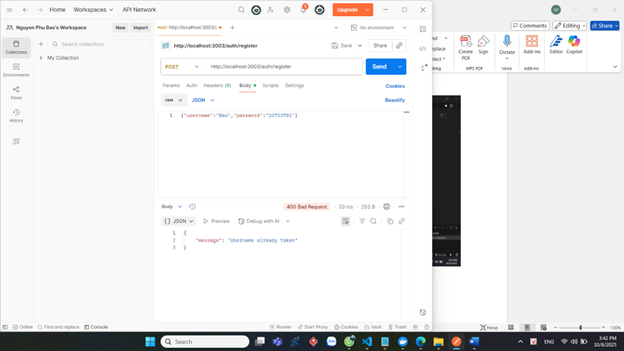 Home Workspaces API Network
Upgrade
Nguyen Phu Bao's Workspace New Import
POST http://localhost:3003
No environment
Collections
Environments
Flows
History
Search collections
My Collection
http://localhost:3003/auth/register
Save Share
POST http://localhost:3003/auth/register Send
Params Auth Headers (8) Body Scripts Settings Cookies
raw JSON Beautify
1 {"username":"Bao","password":"22713701"}
Body 400 Bad Request 33 ms 252 B
{} JSON Preview Debug with AI
1 {
2 "message": "Username already taken"
3 }
Online Find and replace Console Runner Start Proxy Cookies Vault Trash
Comments Editing Share
Create PDF Sign Dictate Add-ins Editor Copilot
WPS PDF Voice Add-ins
Focus 120%
Search
ENG 3:42 PM
10/8/2025